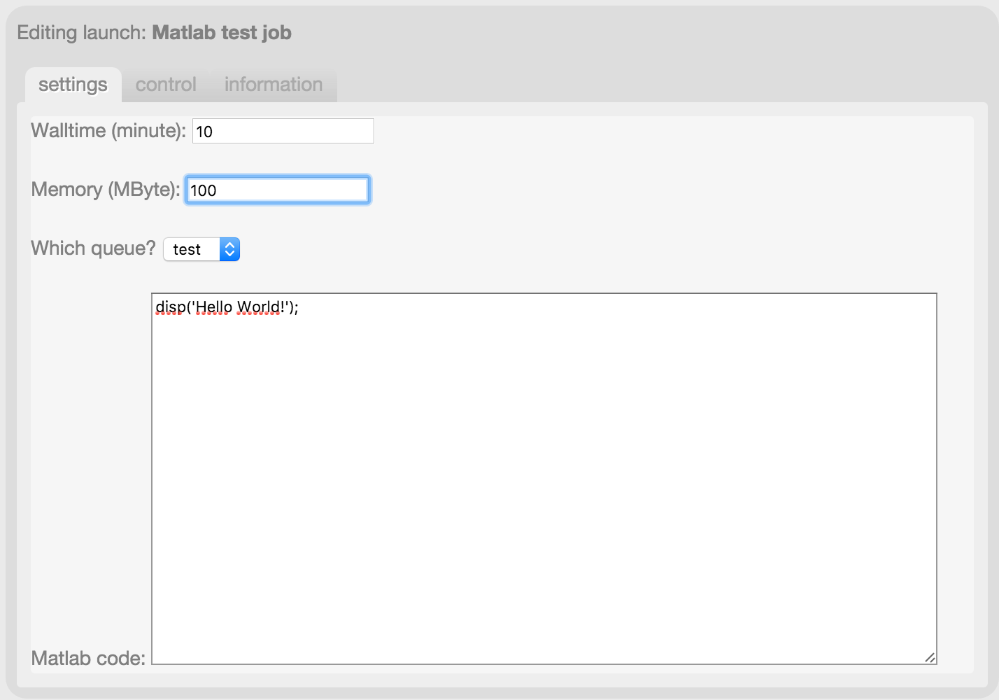 Editing launch: Matlab test job
settings control information
Walltime (minute): 10
Memory (MByte): 100
Which queue? test
disp('Hello World!');
Matlab code: